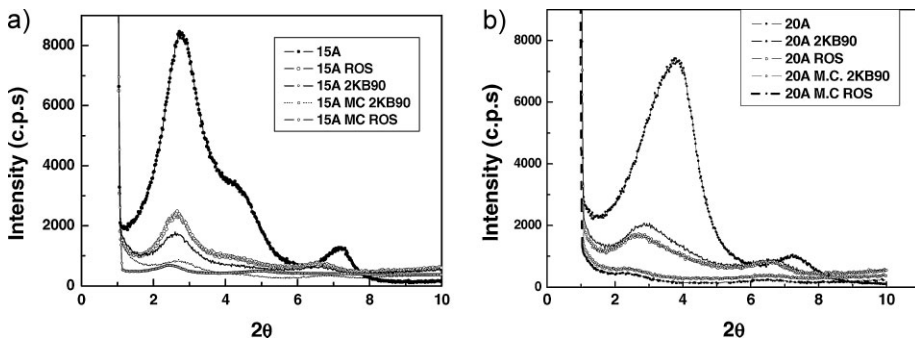 a)
Intensity (c.p.s)
8000
6000
4000
2000
0
15A
15A ROS
15A 2KB90
15A MC 2KB90
15A MC ROS
0 2 4 6 8 10
2θ
b)
Intensity (c.p.s)
8000
6000
4000
2000
0
20A
20A 2KB90
20A ROS
20A M.C. 2KB90
20A M.C ROS
0 2 4 6 8 10
2θ